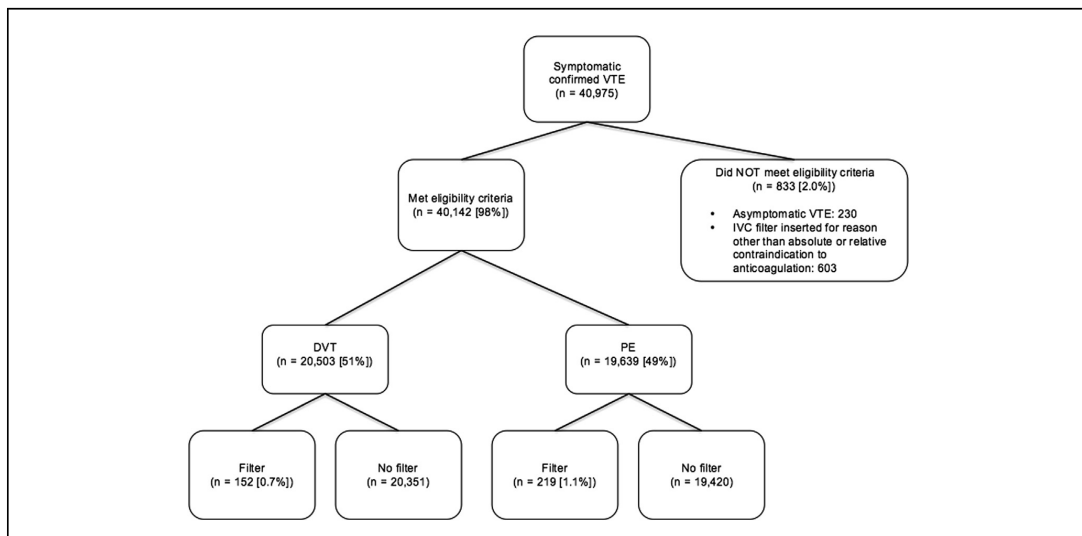 Symptomatic
confirmed VTE
(n = 40,975)
Met eligibility criteria
(n = 40,142 [98%])
Did NOT meet eligibility criteria
(n = 833 [2.0%)
• Asymptomatic VTE: 230
• IVC filter inserted for reason
other than absolute or relative
contraindication to
anticoagulation: 603
DVT
(n = 20,503 [51%])
PE
(n = 19,639 [49%])
Filter
(n = 152 [0.7%])
No filter
(n = 20,351)
Filter
(n = 219 [1.1%])
No filter
(n = 19,420)